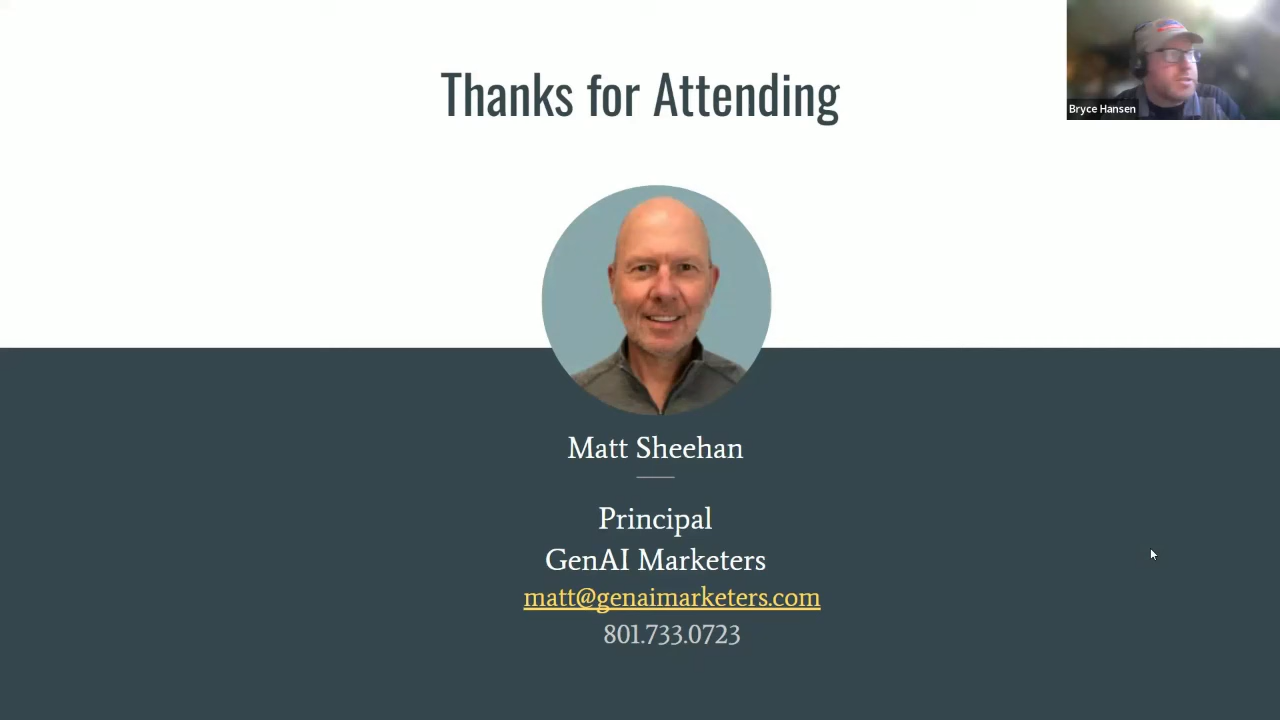 Thanks for Attending
Bryce Hansen
Matt Sheehan
Principal
GenAI Marketers
matt@genaimarketers.com
801.733.0723